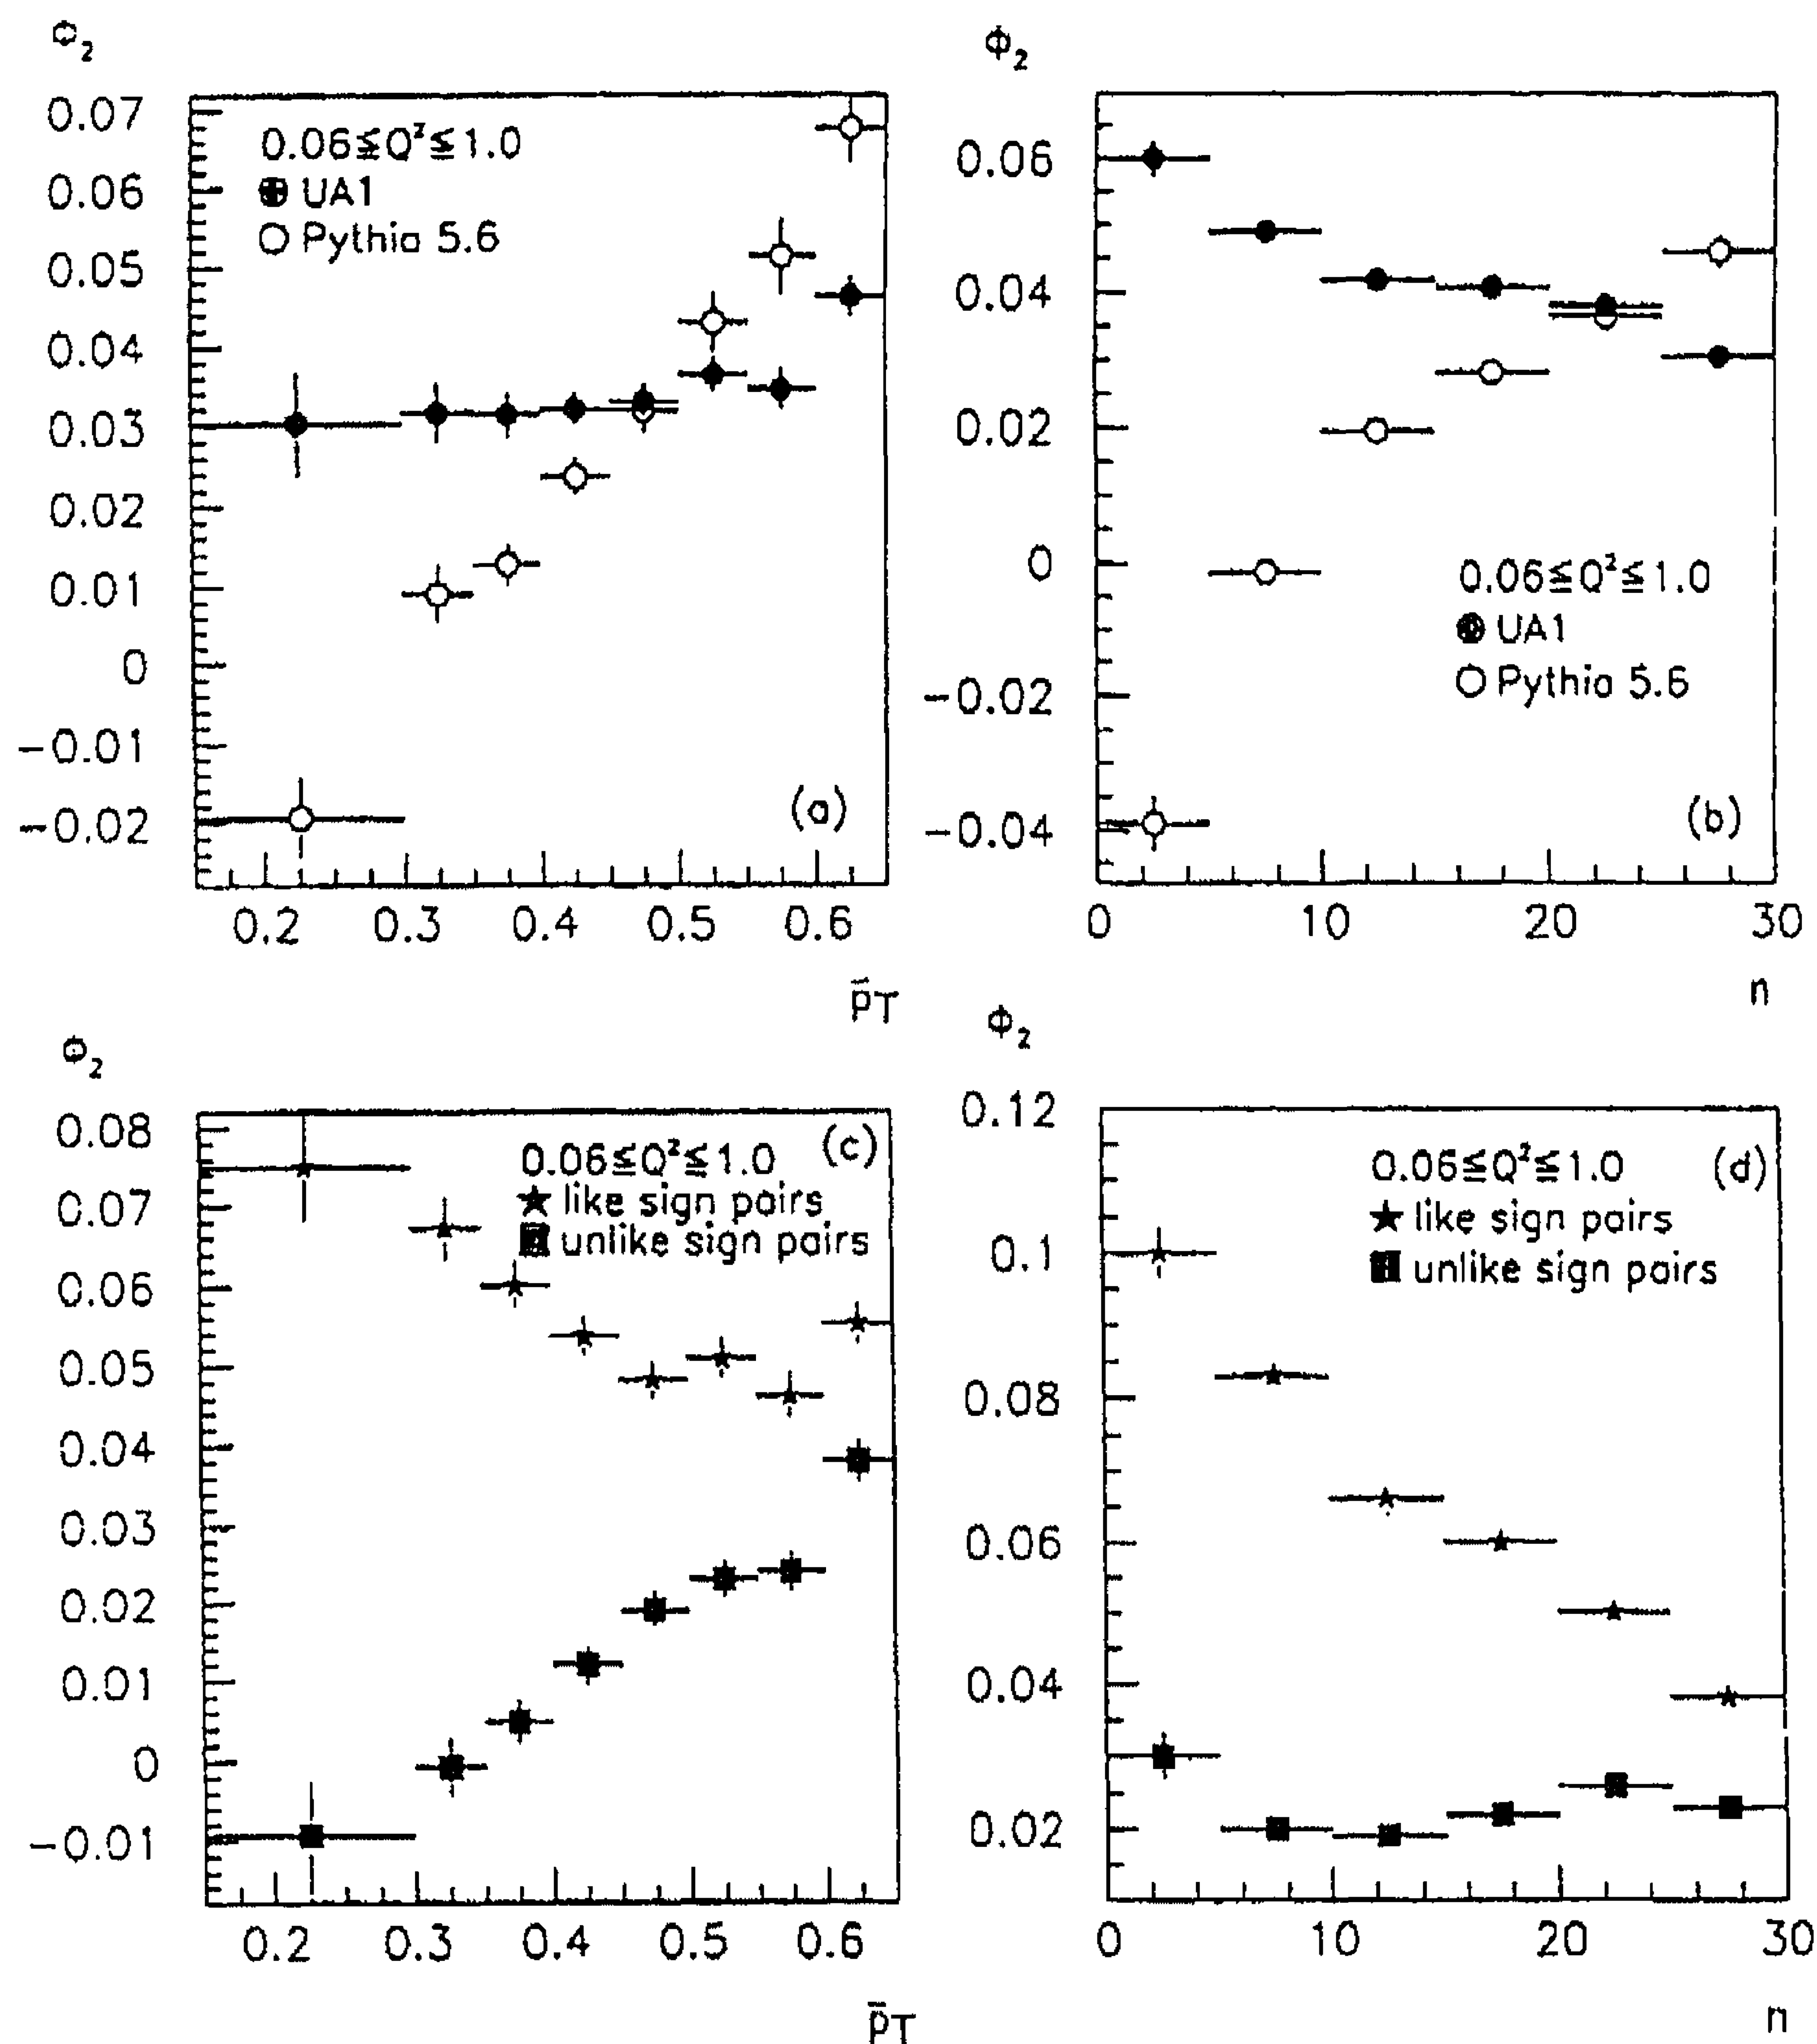 Φ₂
0.07
0.06
0.05
0.04
0.03
0.02
0.01
0
−0.01
−0.02
0.06≦Q²≦1.0
UA1
Pythia 5.6
(a)
0.2 0.3 0.4 0.5 0.6
p̄T
Φ₂
0.06
0.04
0.02
0
−0.02
−0.04
0.06≦Q²≦1.0
UA1
Pythia 5.6
(b)
0 10 20 30
n
Φ₂
0.08
0.07
0.06
0.05
0.04
0.03
0.02
0.01
0
−0.01
(c)
0.06≦Q²≦1.0
like sign pairs
unlike sign pairs
0.2 0.3 0.4 0.5 0.6
p̄T
Φ₂
0.12
0.1
0.08
0.06
0.04
0.02
0.06≦Q²≦1.0 (d)
like sign pairs
unlike sign pairs
0 10 20 30
n